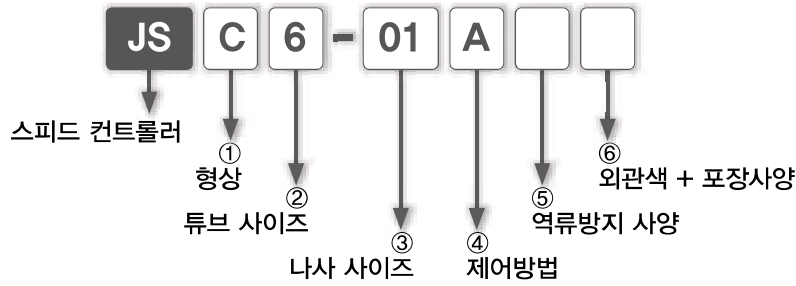 JS C 6 - 01 A
스피드 컨트롤러
①
형상
②
튜브 사이즈
③
나사 사이즈
④
제어방법
⑤
역류방지 사양
⑥
외관색 + 포장사양